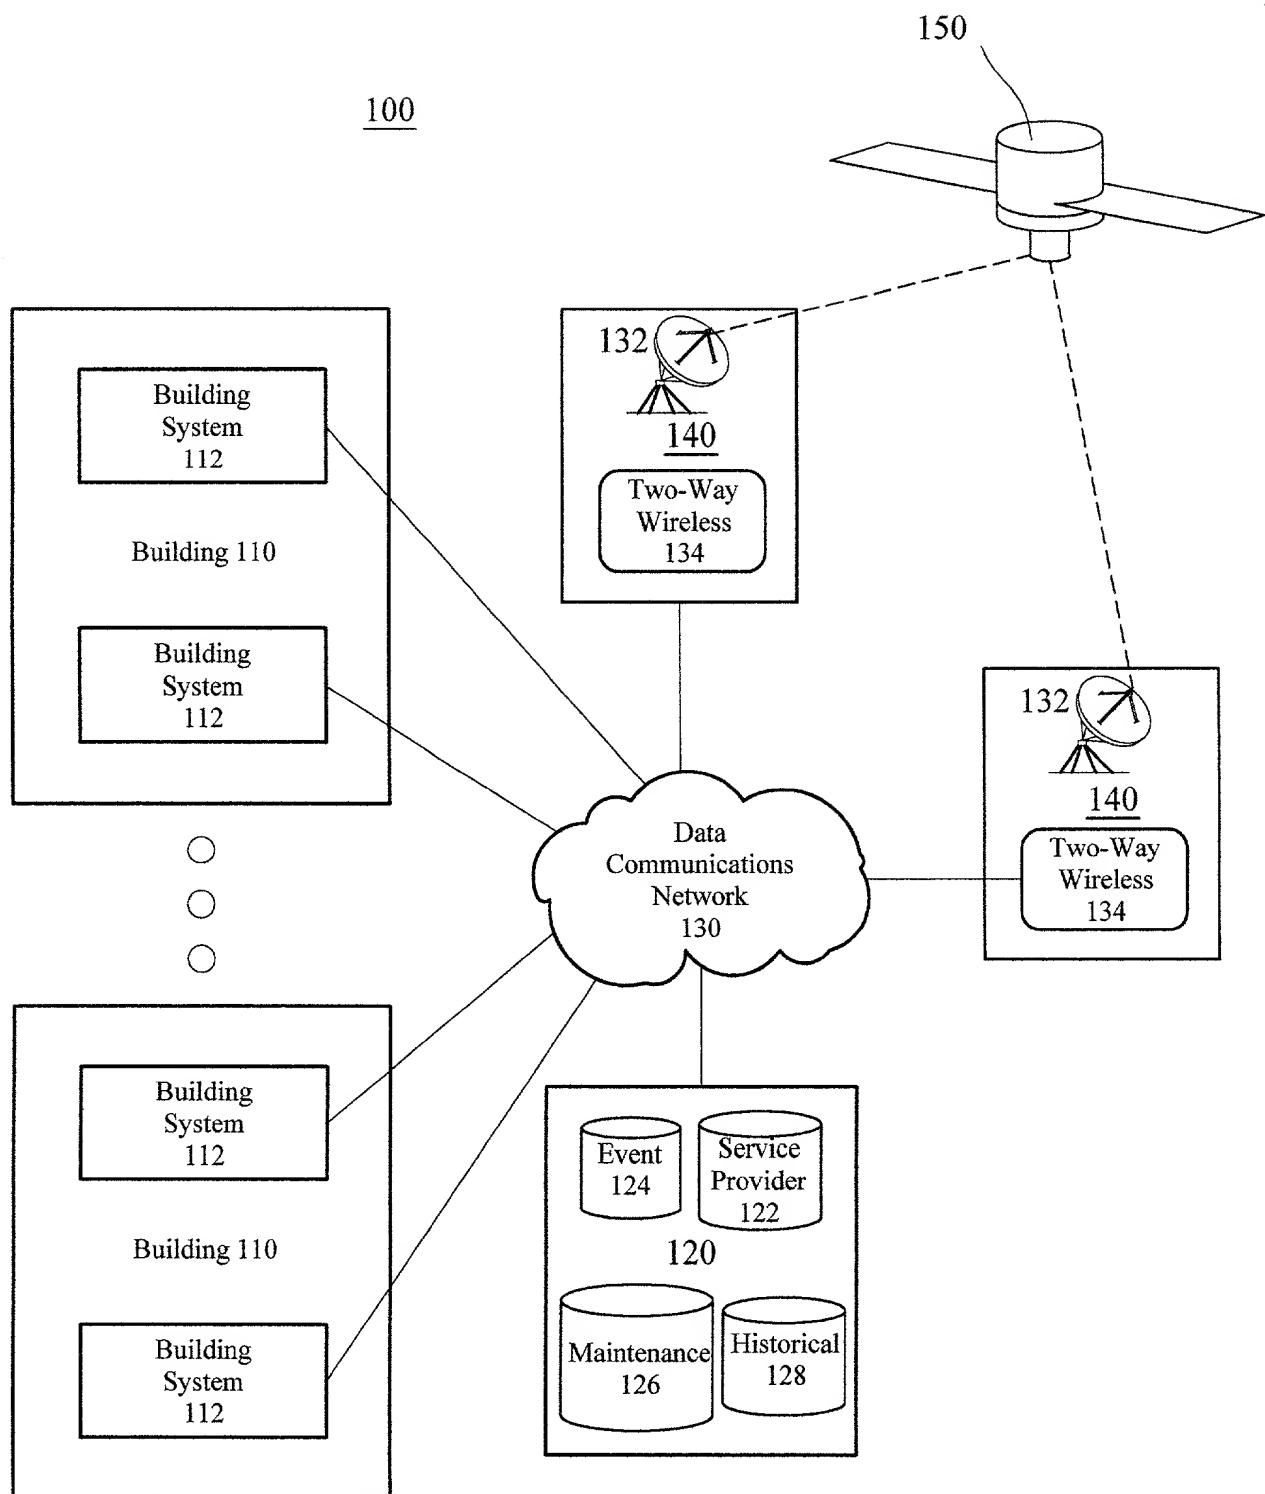 150
100
Building
System
112
Building 110
Building
System
112
132
140
Two-Way
Wireless
134
132
140
Two-Way
Wireless
134
Data
Communications
Network
130
Building
System
112
Building 110
Building
System
112
Event
124
Service
Provider
122
120
Maintenance
126
Historical
128